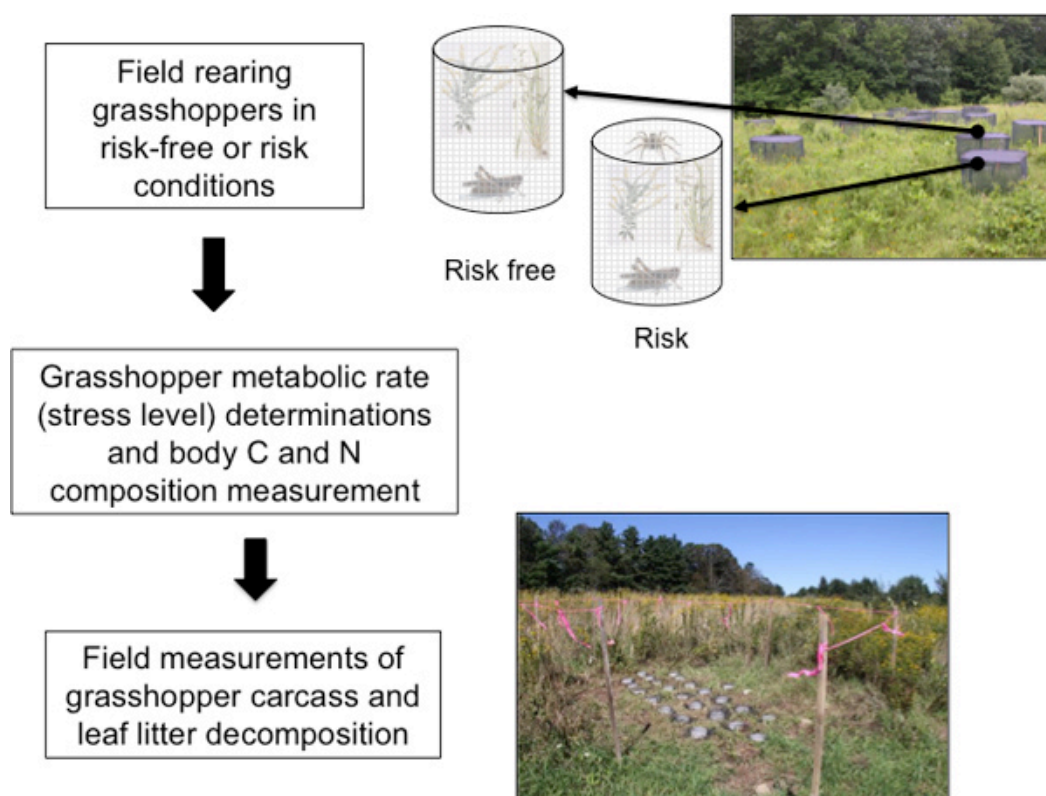 Field rearing
grasshoppers in
risk-free or risk
conditions
Risk free
Risk
Grasshopper metabolic rate
(stress level) determinations
and body C and N
composition measurement
Field measurements of
grasshopper carcass and
leaf litter decomposition